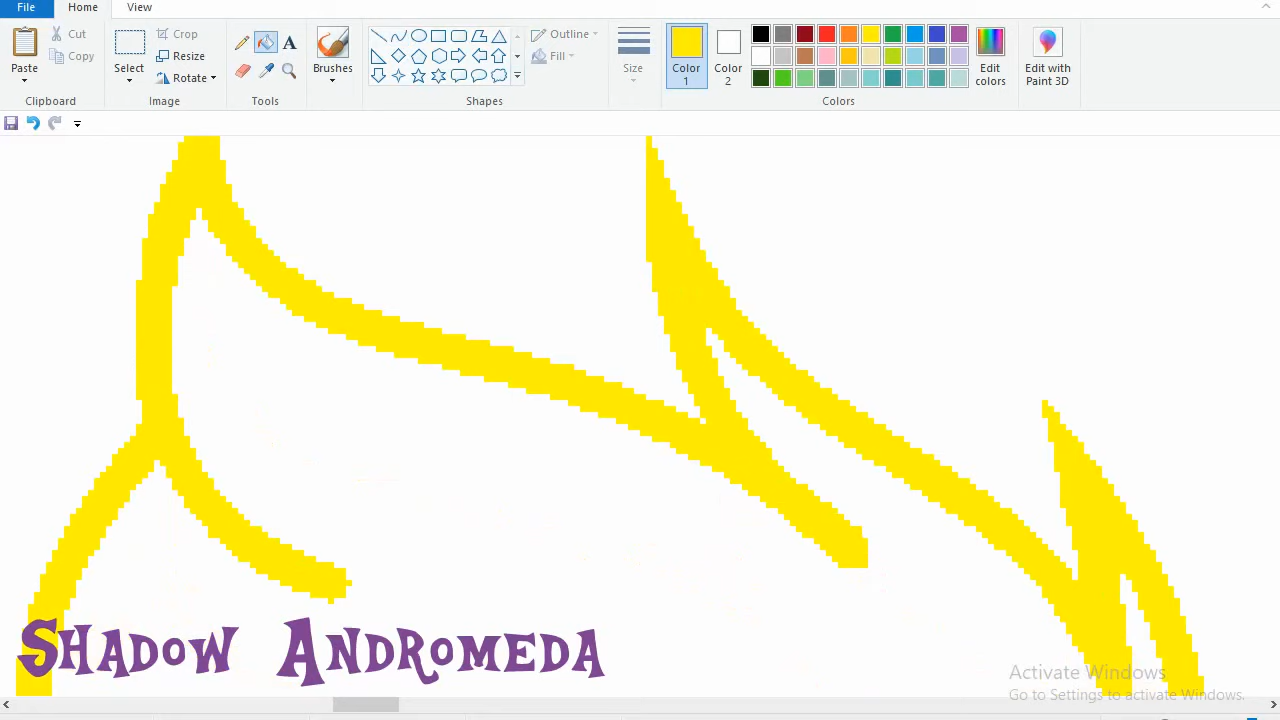 File
Home
View
Paste
Cut
Copy
Clipboard
Select
Crop
Resize
Rotate
Image
A
Tools
Brushes
Outline
Fill
Shapes
Size
Color
1
Color
2
Colors
Edit
colors
Edit with
Paint 3D
Shadow Andromeda
Activate Windows
Go to Settings to activate Windows.